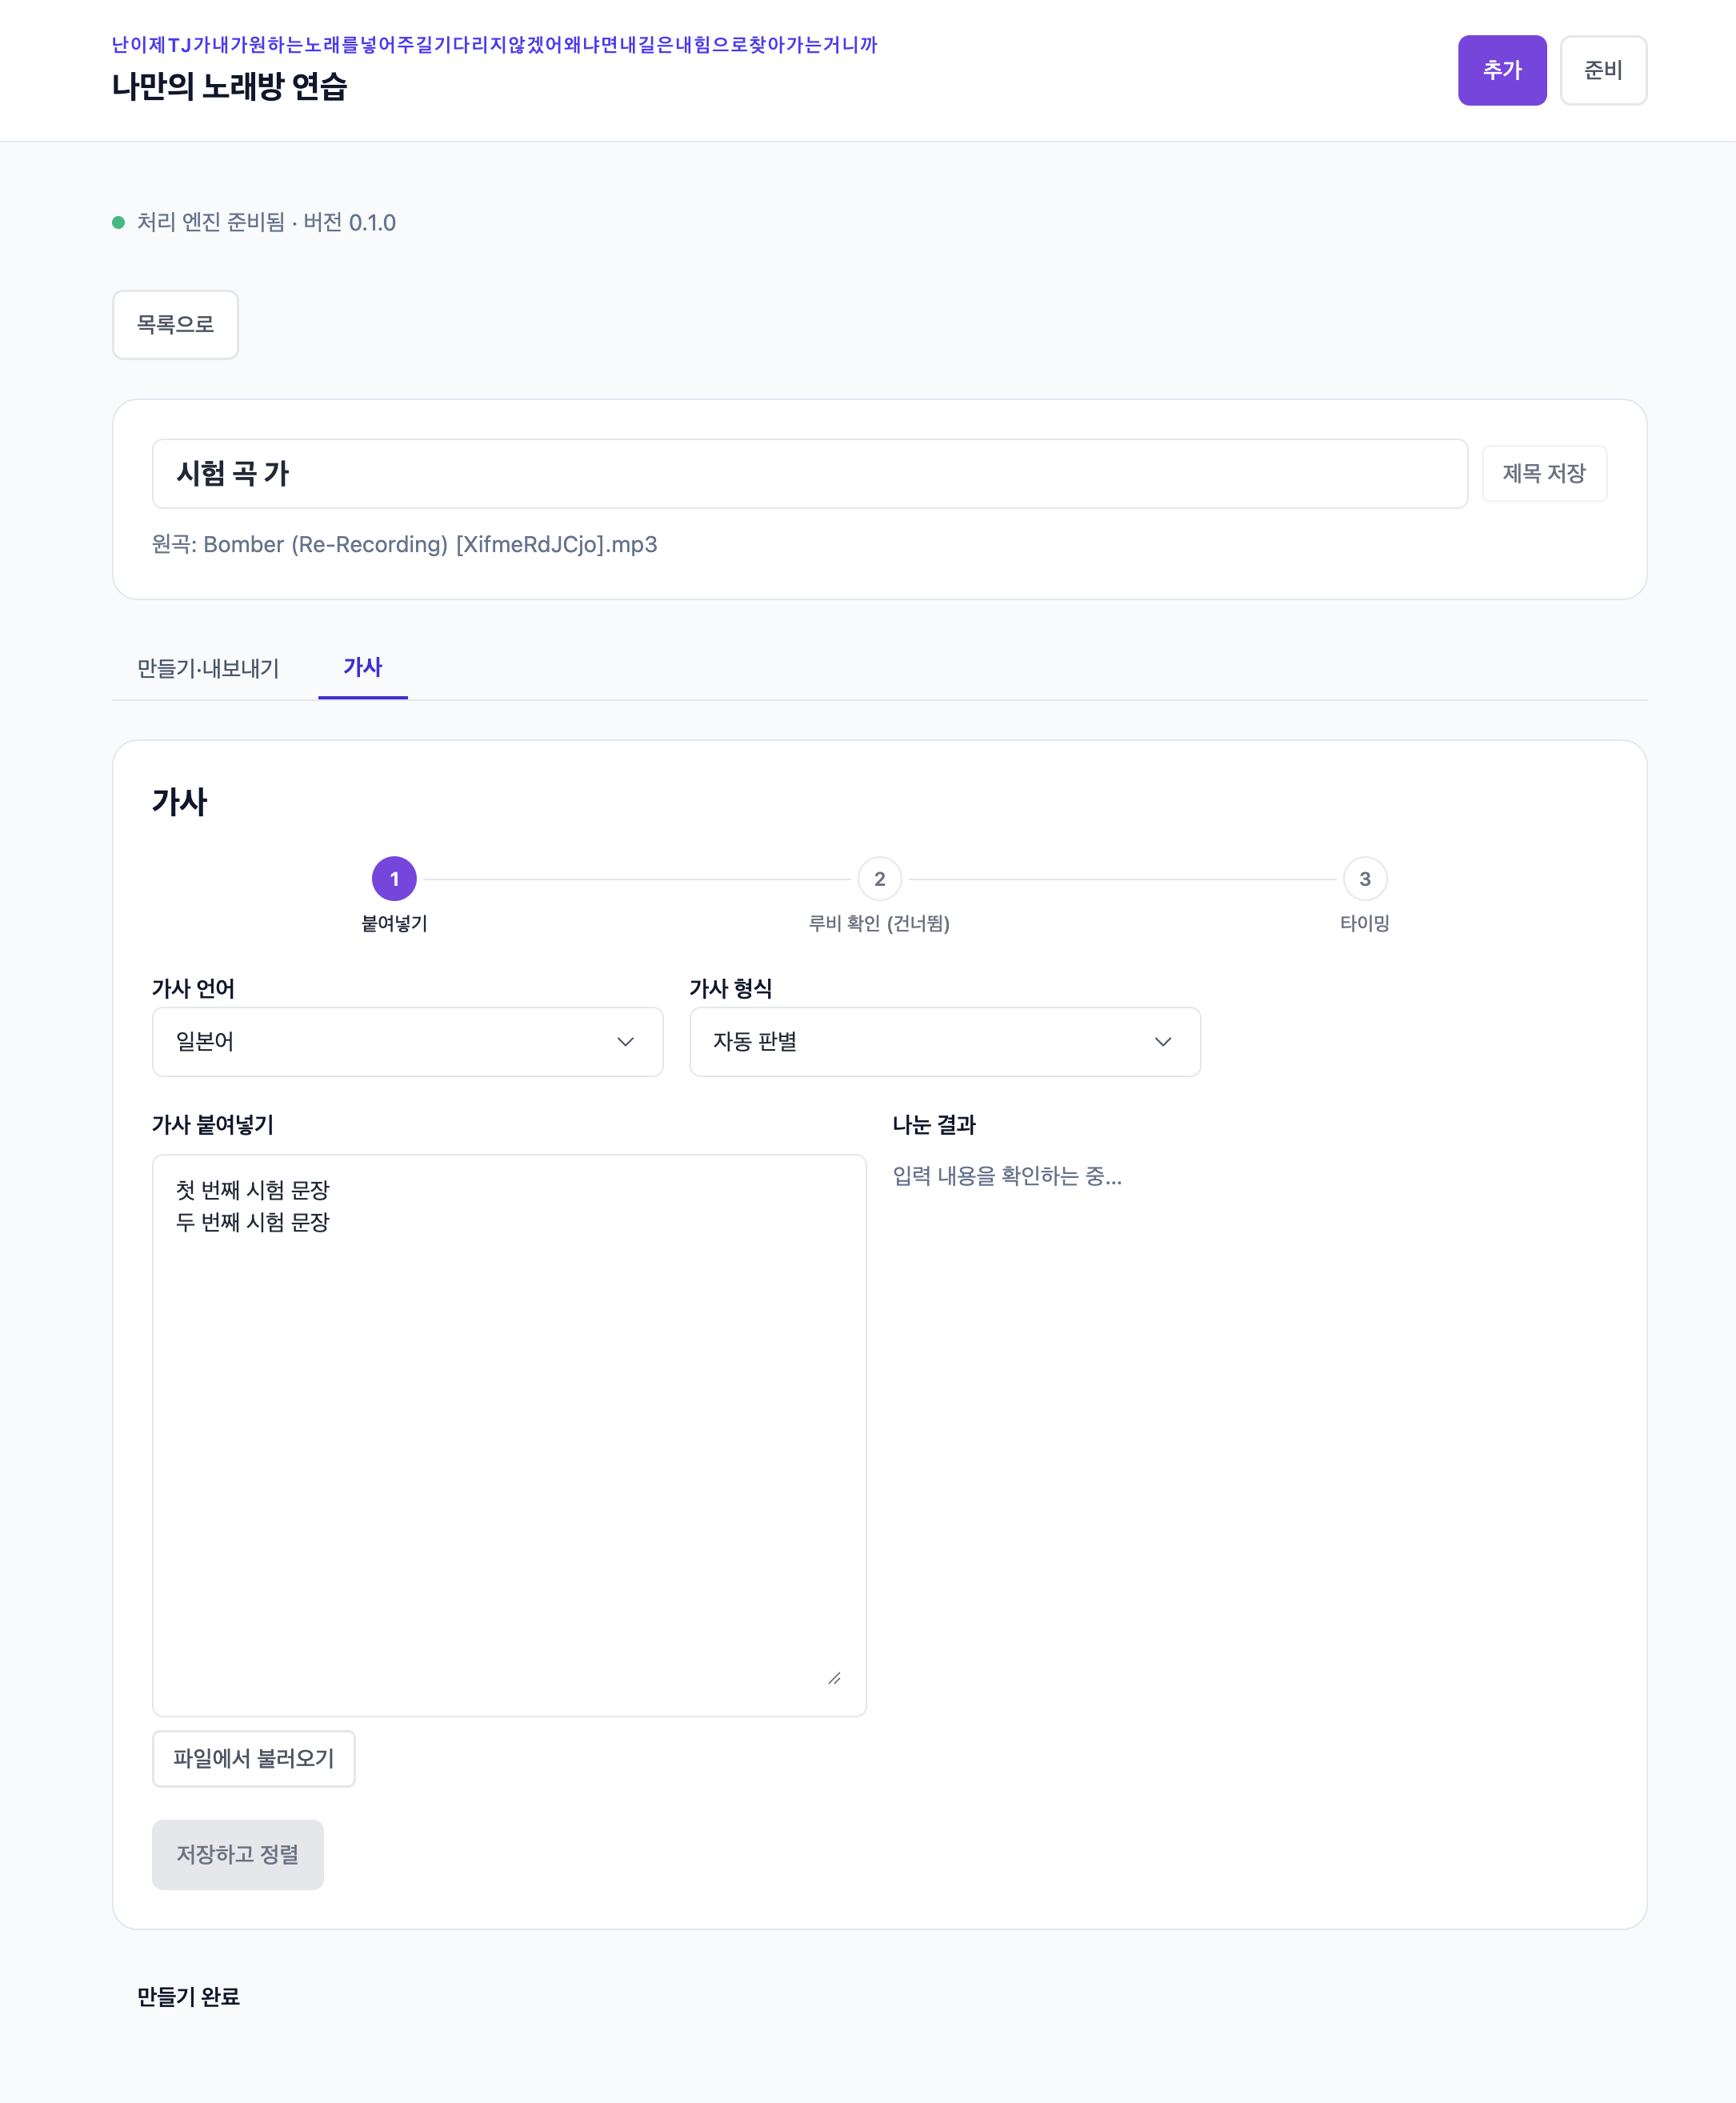 난이제TJ가내가원하는노래를넣어주길기다리지않겠어왜냐면내길은내힘으로찾아가는거니까
나만의 노래방 연습
추가
준비
처리 엔진 준비됨 · 버전 0.1.0
목록으로
시험 곡 가
제목 저장
원곡: Bomber (Re-Recording) [XifmeRdJCjo].mp3
만들기·내보내기
가사
가사
1
2
3
붙여넣기
루비 확인 (건너뜀)
타이밍
가사 언어
가사 형식
일본어
자동 판별
가사 붙여넣기
나눈 결과
첫 번째 시험 문장
두 번째 시험 문장
입력 내용을 확인하는 중...
파일에서 불러오기
저장하고 정렬
만들기 완료